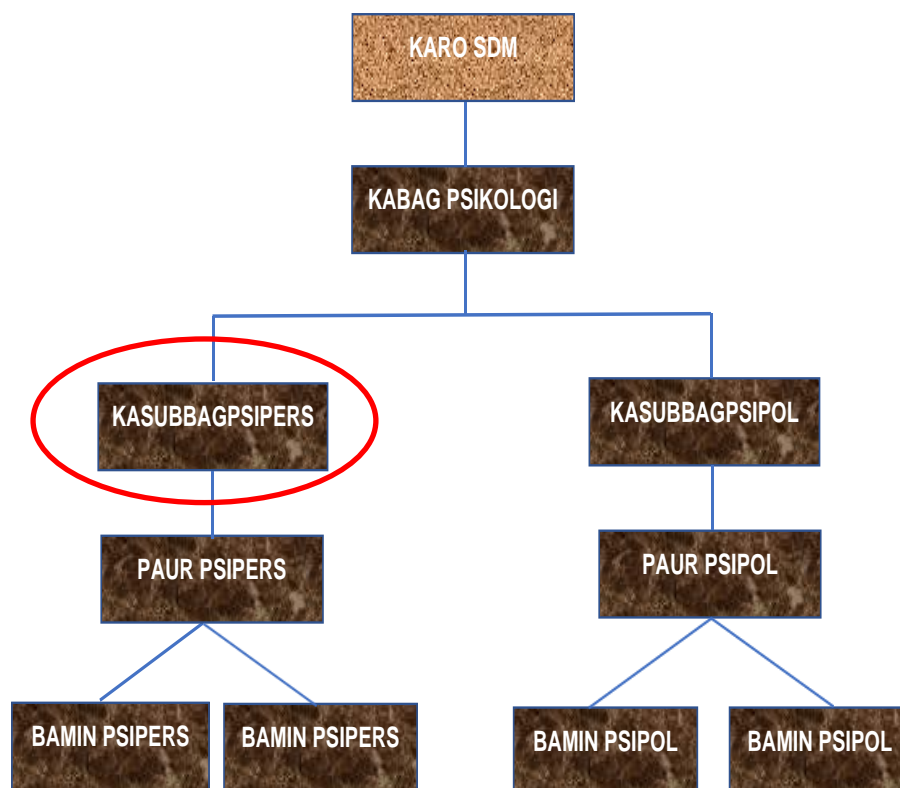 KARO SDM
KABAG PSIKOLOGI
KASUBBAGPSIPERS
KASUBBAGPSIPOL
PAUR PSIPERS
PAUR PSIPOL
BAMIN PSIPERS
BAMIN PSIPERS
BAMIN PSIPOL
BAMIN PSIPOL